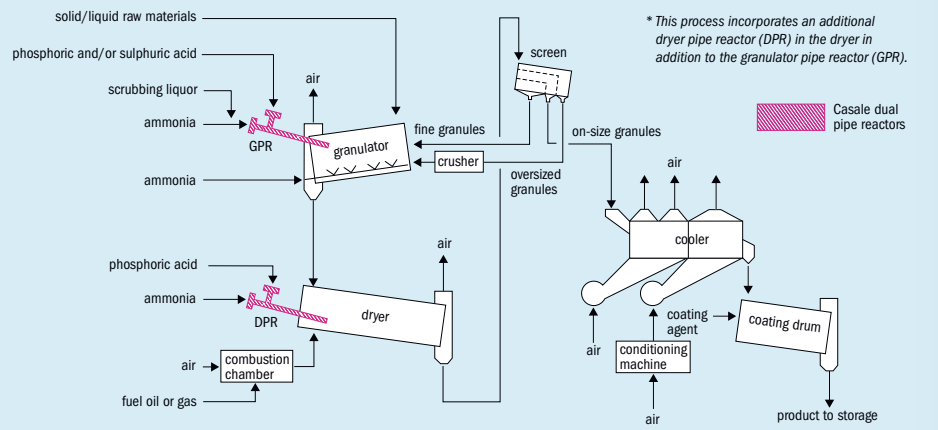 solid/liquid raw materials
* This process incorporates an additional
dryer pipe reactor (DPR) in the dryer in
addition to the granulator pipe reactor (GPR).
phosphoric and/or sulphuric acid
screen
air
scrubbing liquor
ammonia
GPR
granulator
fine granules
on-size granules
Casale dual
pipe reactors
crusher
oversized
granules
air
ammonia
cooler
air
phosphoric acid
ammonia
DPR
dryer
coating
agent
coating drum
air
conditioning
machine
air
combustion
chamber
fuel oil or gas
air
product to storage